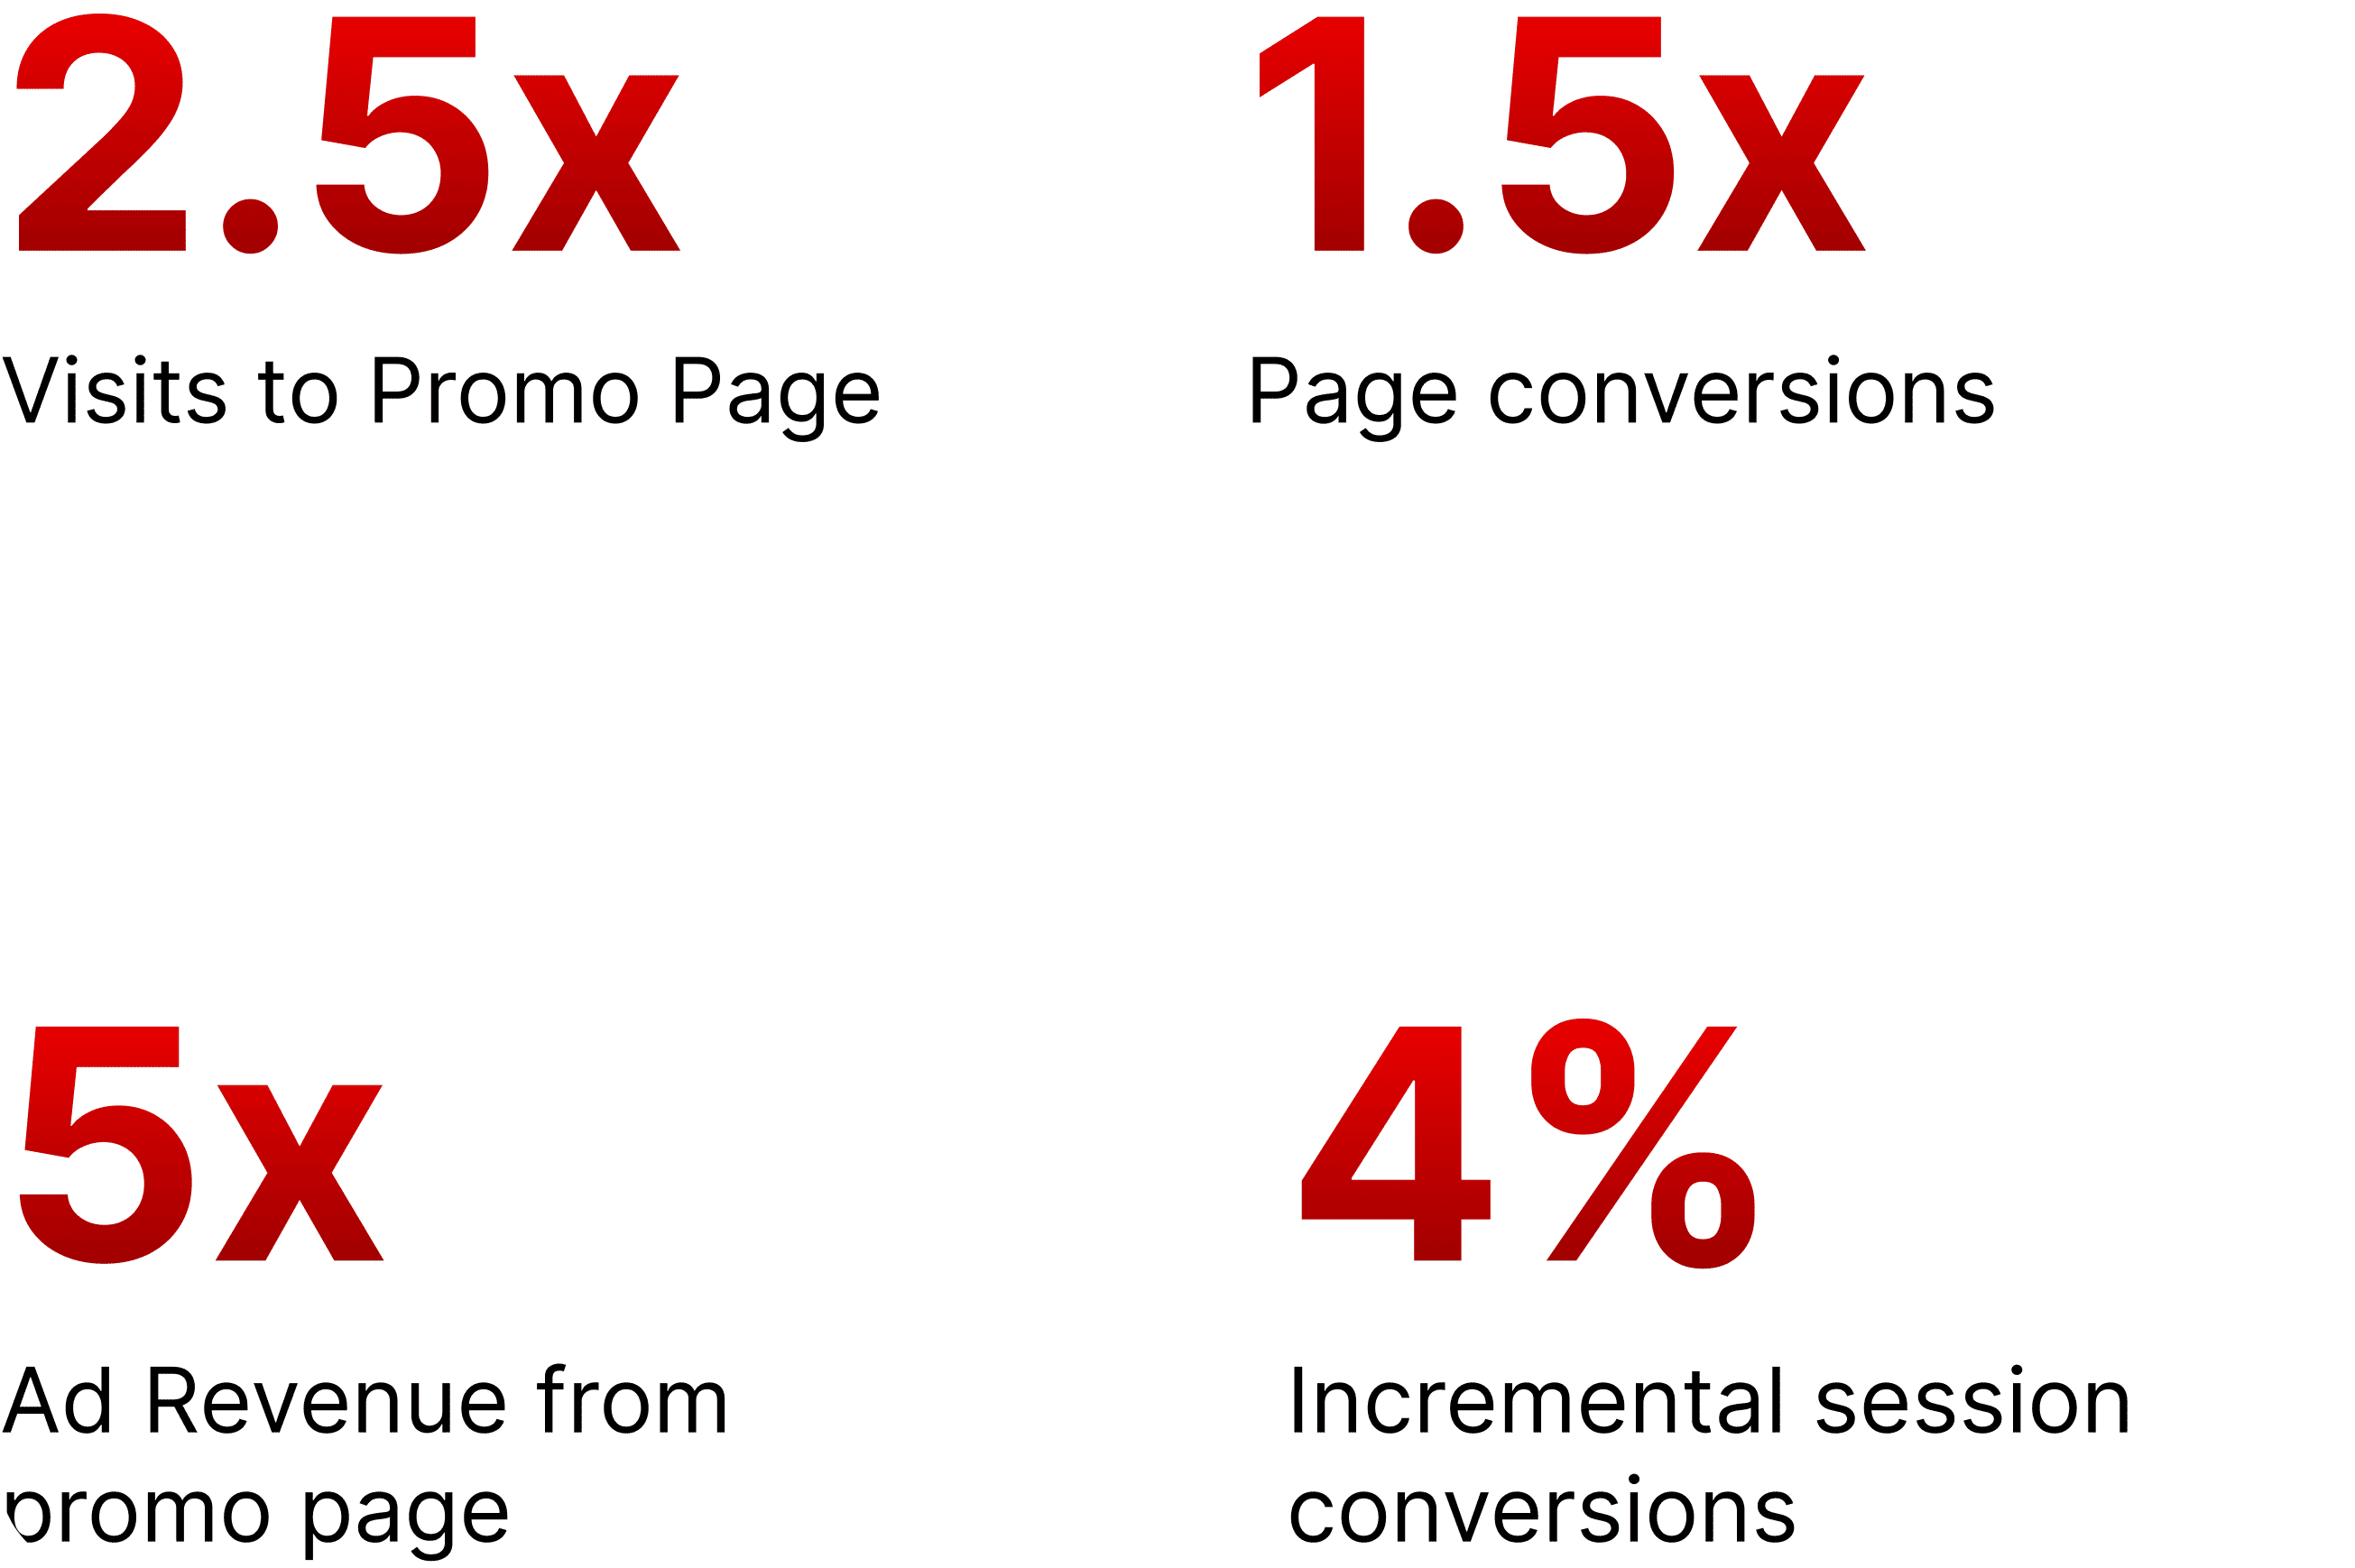 2.5x
Visits to Promo Page
1.5x
Page conversions
5x
Ad Revenue from
promo page
4%
Incremental session
conversions